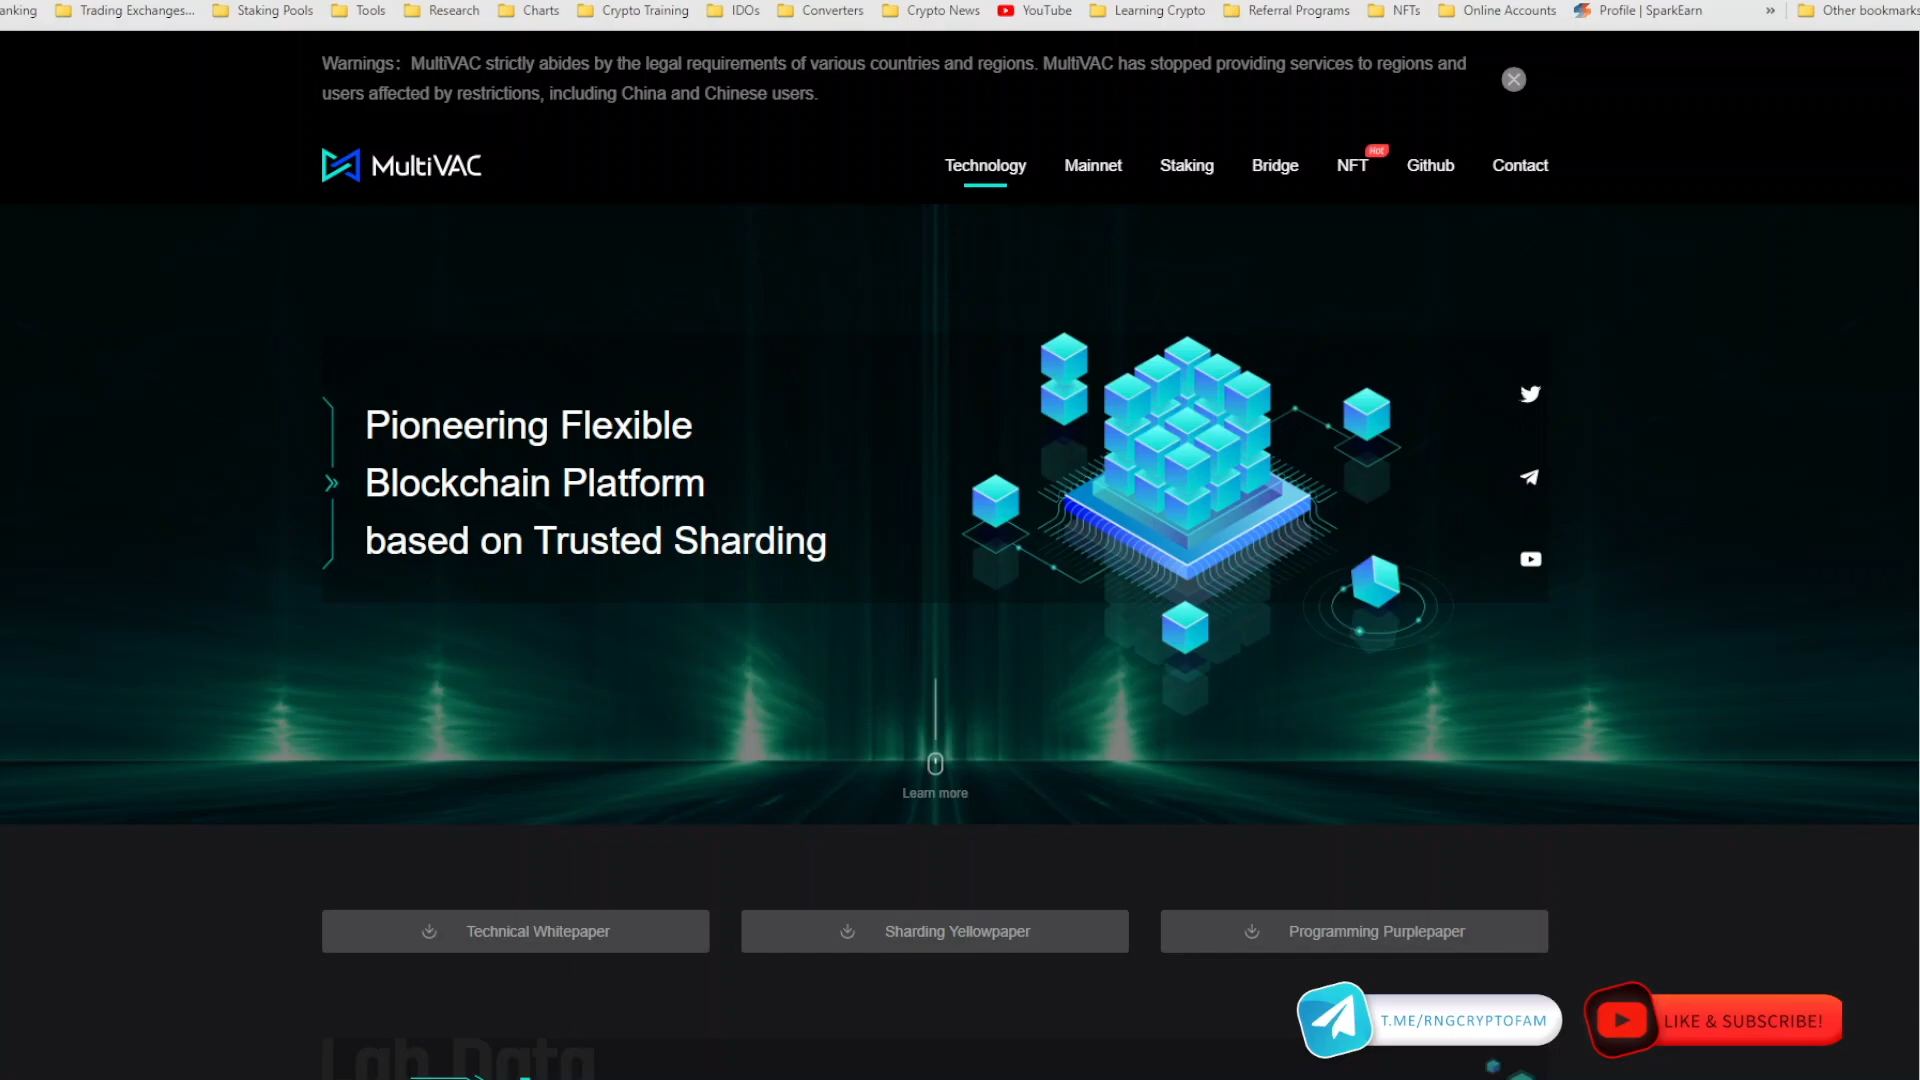 anking Trading Exchanges... Staking Pools Tools Research Charts Crypto Training IDOs Converters Crypto News YouTube Learning Crypto Referral Programs NFTs Online Accounts Profile | SparkEarn » Other bookmarks
Warnings： MultiVAC strictly abides by the legal requirements of various countries and regions. MultiVAC has stopped providing services to regions and
users affected by restrictions, including China and Chinese users.
MultiVAC Technology Mainnet Staking Bridge NFT Hot Github Contact
Pioneering Flexible
Blockchain Platform
based on Trusted Sharding
Learn more
Technical Whitepaper Sharding Yellowpaper Programming Purplepaper
T.ME/RNGCRYPTOFAM LIKE & SUBSCRIBE!
Lab Data